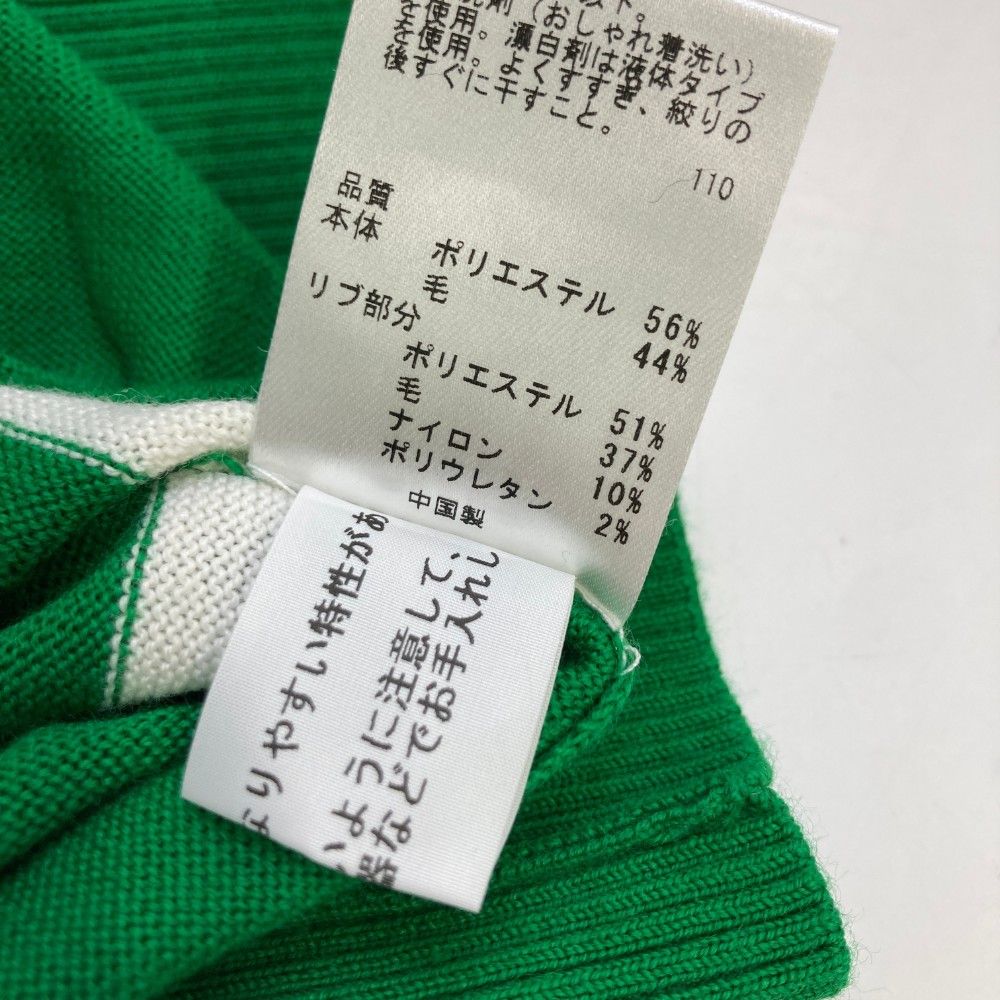 剤（おしゃれ着洗い）
を使用。漂白剤は液体タイプ
を使用。よくすすぎ、絞りの
後すぐに干すこと。
110
品質
本体
ポリエステル 56%
毛 44%
リブ部分
ポリエステル 51%
毛 37%
ナイロン 10%
ポリウレタン 2%
中国製
なりやすい特性があ
いように注意して、
器などでお手入れし